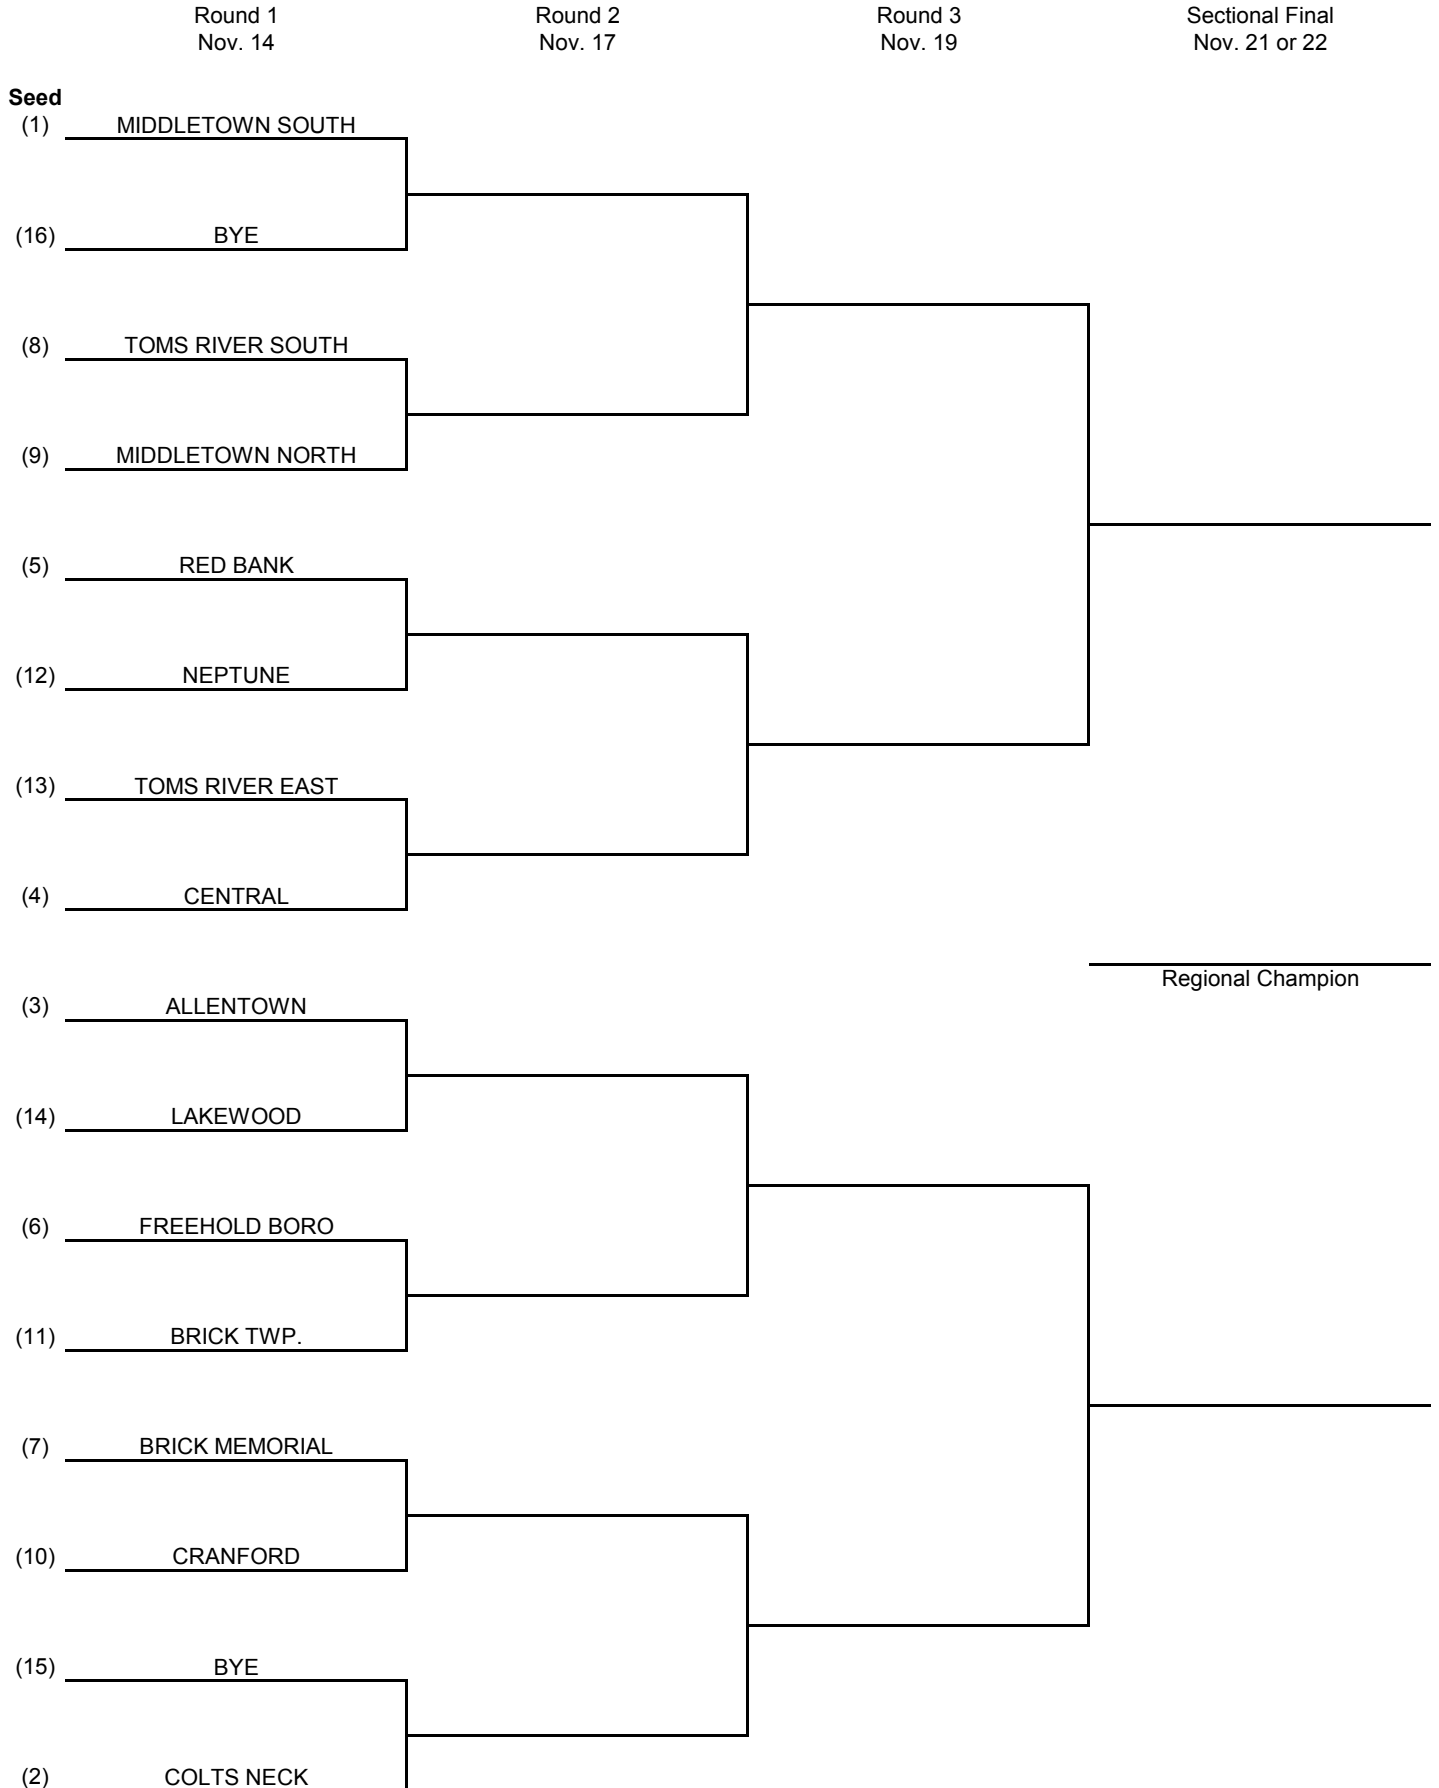 Round 1 Round 2 Round 3 Sectional Final
Nov. 14 Nov. 17 Nov. 19 Nov. 21 or 22
Seed
(1) MIDDLETOWN SOUTH
(16) BYE
(8) TOMS RIVER SOUTH
(9) MIDDLETOWN NORTH
(5) RED BANK
(12) NEPTUNE
(13) TOMS RIVER EAST
(4) CENTRAL
Regional Champion
(3) ALLENTOWN
(14) LAKEWOOD
(6) FREEHOLD BORO
(11) BRICK TWP.
(7) BRICK MEMORIAL
(10) CRANFORD
(15) BYE
(2) COLTS NECK